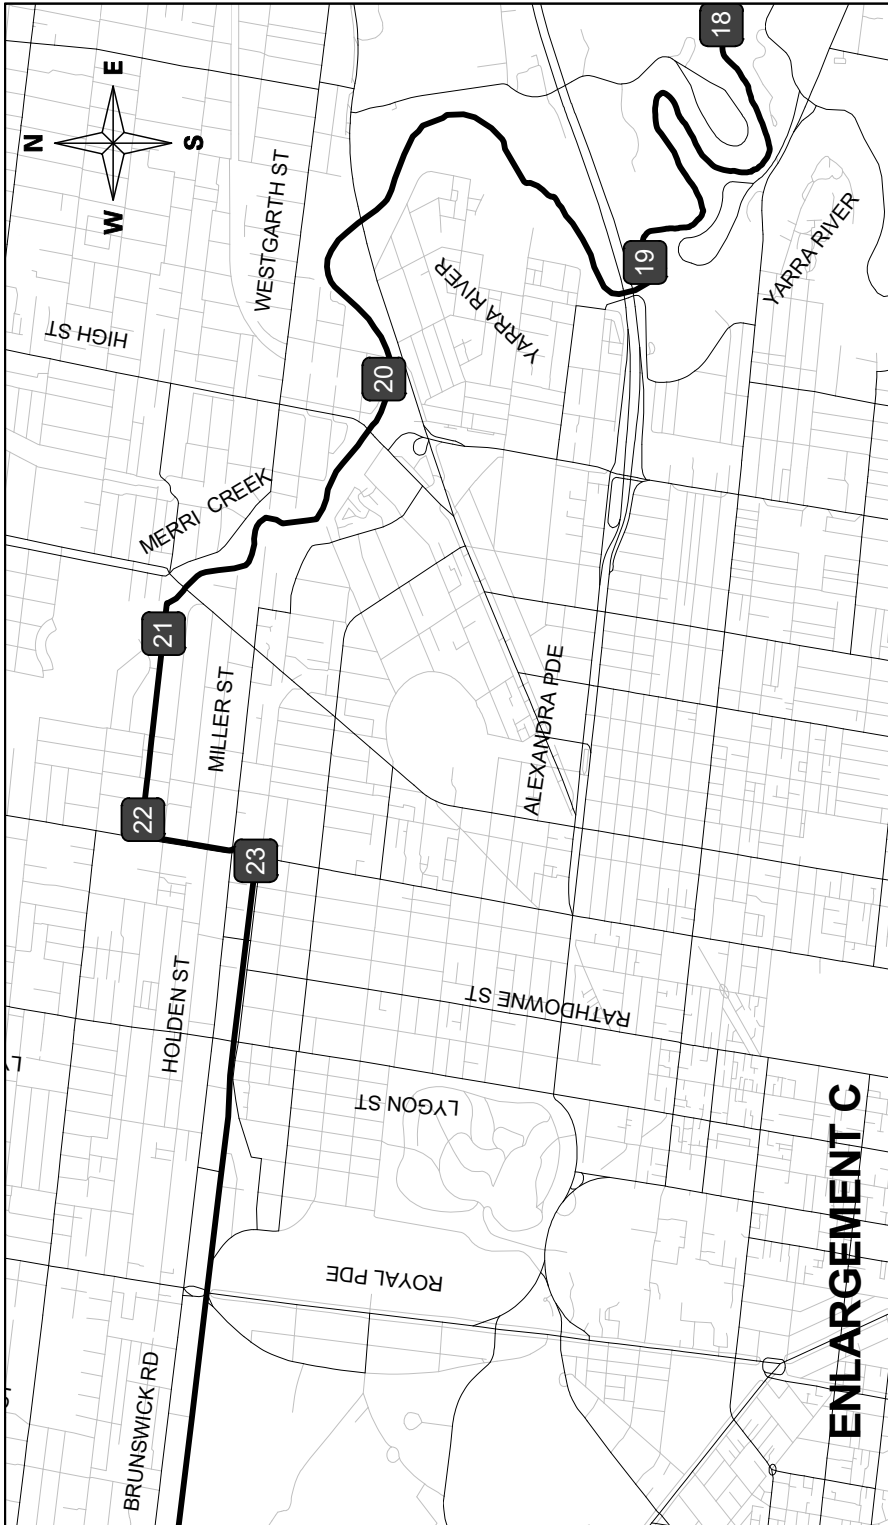 18
E
N
S
W
WESTGARTH ST
YARRA RIVER
19
YARRA RIVER
HIGH ST
20
MERRI CREEK
21
MILLER ST
ALEXANDRA PDE
22
23
HOLDEN ST
RATHDOWNE ST
LY
LYGON ST
ROYAL PDE
ENLARGEMENT C
BRUNSWICK RD